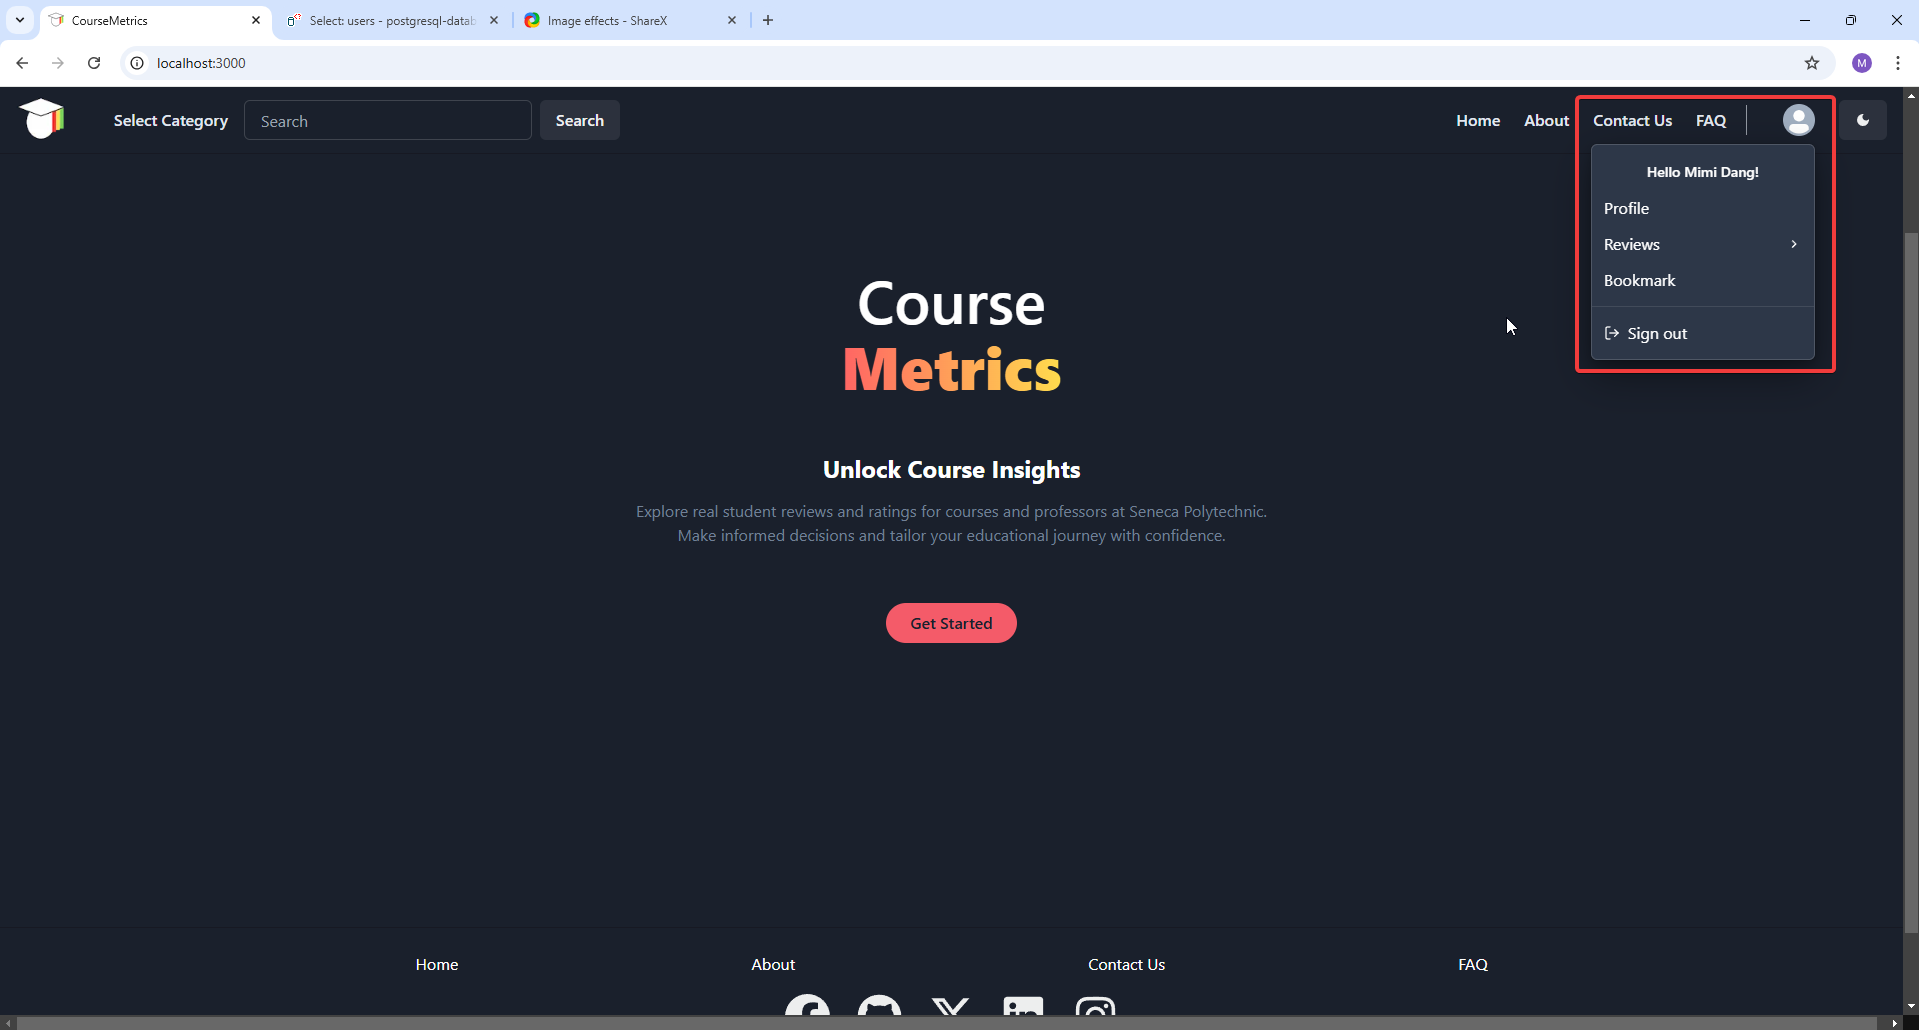 CourseMetrics
Select: users - postgresql-datab
Image effects - ShareX
localhost:3000
M
Select Category
Search
Search
Home
About
Contact Us
FAQ
Hello Mimi Dang!
Profile
Reviews
Bookmark
Sign out
Course
Metrics
Unlock Course Insights
Explore real student reviews and ratings for courses and professors at Seneca Polytechnic.
Make informed decisions and tailor your educational journey with confidence.
Get Started
Home
About
Contact Us
FAQ